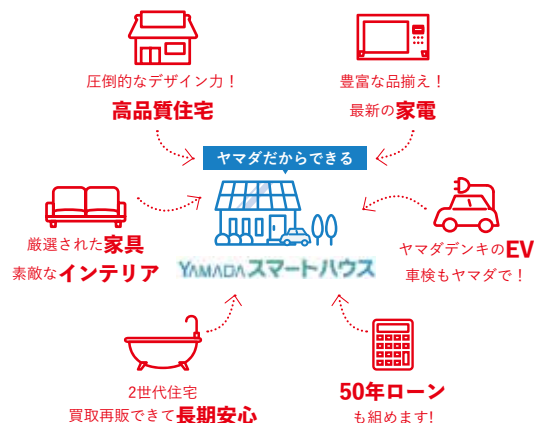 圧倒的なデザイン力！
高品質住宅
豊富な品揃え！
最新の家電
ヤマダだからできる
厳選された家具
素敵なインテリア
YAMADAスマートハウス
ヤマダデンキのEV
車検もヤマダで！
2世代住宅
買取再販できて長期安心
50年ローン
も組めます!